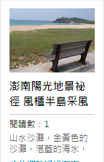 澎南陽光地景祕
徑 風櫃半島采風
閱讀數：1
山水沙灘，金黃色的
沙灘，湛藍的海水，